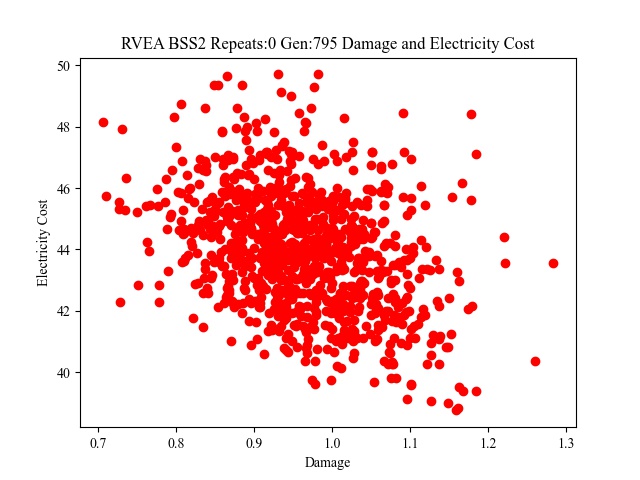 RVEA BSS2 Repeats:0 Gen:795 Damage and Electricity Cost
50
48
46
44
42
40
Electricity Cost
0.7 0.8 0.9 1.0 1.1 1.2 1.3
Damage